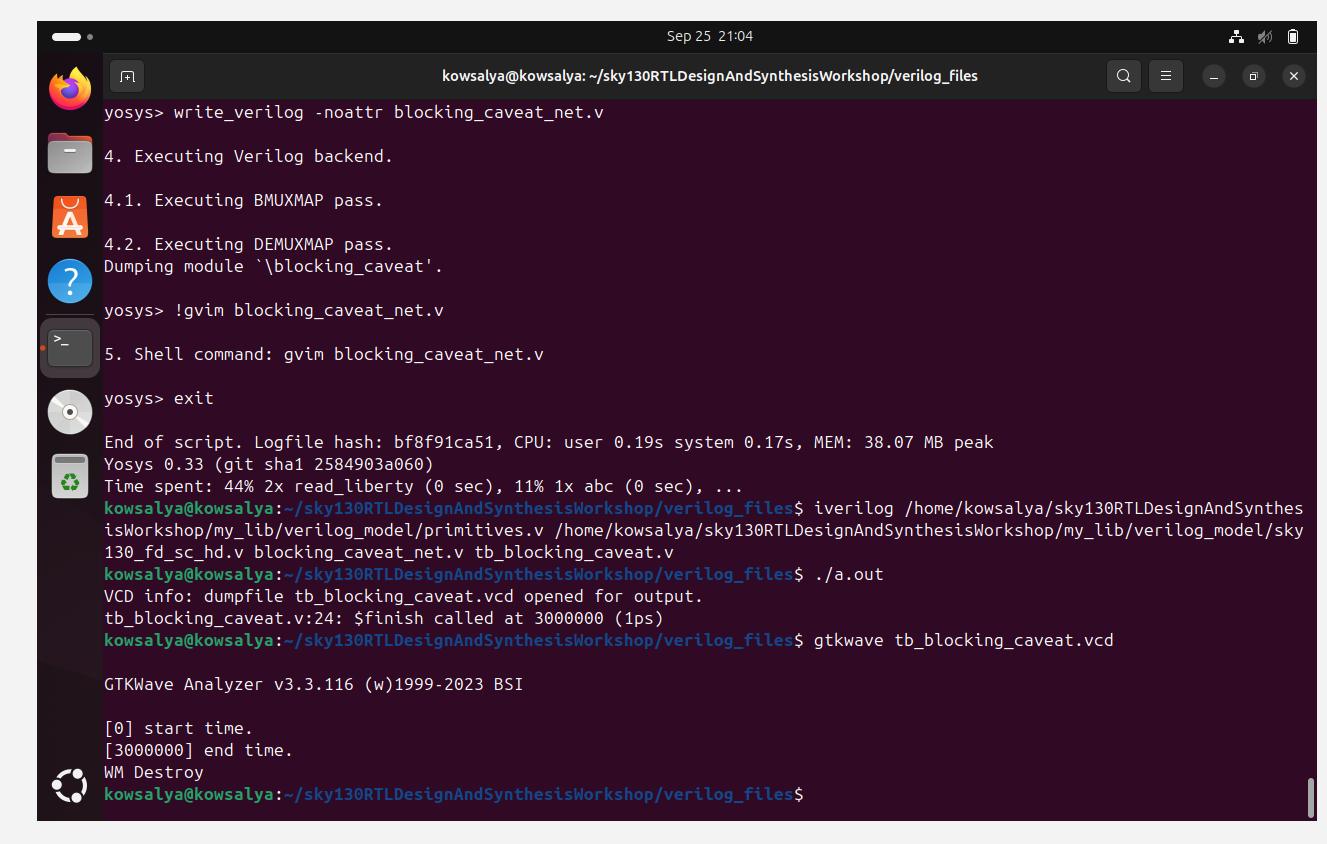 Sep 25 21:04
kowsalya@kowsalya: ~/sky130RTLDesignAndSynthesisWorkshop/verilog_files
yosys> write_verilog -noattr blocking_caveat_net.v
4. Executing Verilog backend.
4.1. Executing BMUXMAP pass.
4.2. Executing DEMUXMAP pass.
Dumping module `\blocking_caveat'.
yosys> !gvim blocking_caveat_net.v
5. Shell command: gvim blocking_caveat_net.v
yosys> exit
End of script. Logfile hash: bf8f91ca51, CPU: user 0.19s system 0.17s, MEM: 38.07 MB peak
Yosys 0.33 (git sha1 2584903a060)
Time spent: 44% 2x read_liberty (0 sec), 11% 1x abc (0 sec), ...
kowsalya@kowsalya:~/sky130RTLDesignAndSynthesisWorkshop/verilog_files$ iverilog /home/kowsalya/sky130RTLDesignAndSynthes
isWorkshop/my_lib/verilog_model/primitives.v /home/kowsalya/sky130RTLDesignAndSynthesisWorkshop/my_lib/verilog_model/sky
130_fd_sc_hd.v blocking_caveat_net.v tb_blocking_caveat.v
kowsalya@kowsalya:~/sky130RTLDesignAndSynthesisWorkshop/verilog_files$ ./a.out
VCD info: dumpfile tb_blocking_caveat.vcd opened for output.
tb_blocking_caveat.v:24: $finish called at 3000000 (1ps)
kowsalya@kowsalya:~/sky130RTLDesignAndSynthesisWorkshop/verilog_files$ gtkwave tb_blocking_caveat.vcd
GTKWave Analyzer v3.3.116 (w)1999-2023 BSI
[0] start time.
[3000000] end time.
WM Destroy
kowsalya@kowsalya:~/sky130RTLDesignAndSynthesisWorkshop/verilog_files$